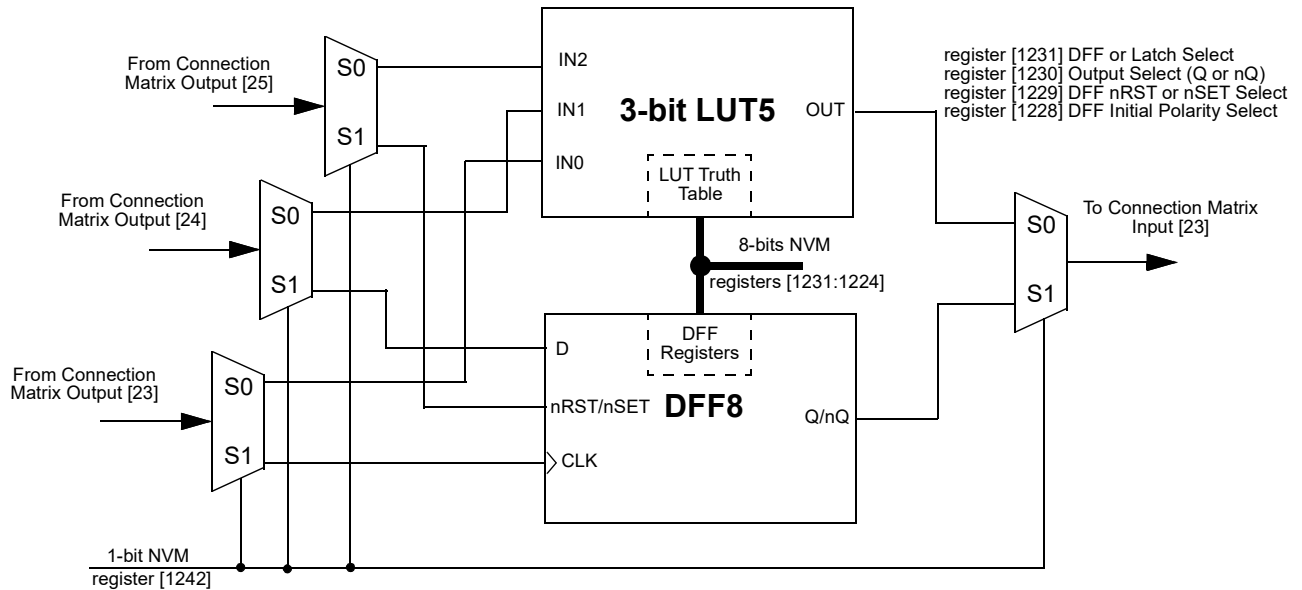 From Connection
Matrix Output [25]
S0
S1
From Connection
Matrix Output [24]
S0
S1
From Connection
Matrix Output [23]
S0
S1
1-bit NVM
register [1242]
IN2
IN1
IN0
3-bit LUT5
OUT
LUT Truth
Table
8-bits NVM
registers [1231:1224]
DFF
Registers
D
nRST/nSET
CLK
DFF8
Q/nQ
register [1231] DFF or Latch Select
register [1230] Output Select (Q or nQ)
register [1229] DFF nRST or nSET Select
register [1228] DFF Initial Polarity Select
S0
S1
To Connection Matrix
Input [23]